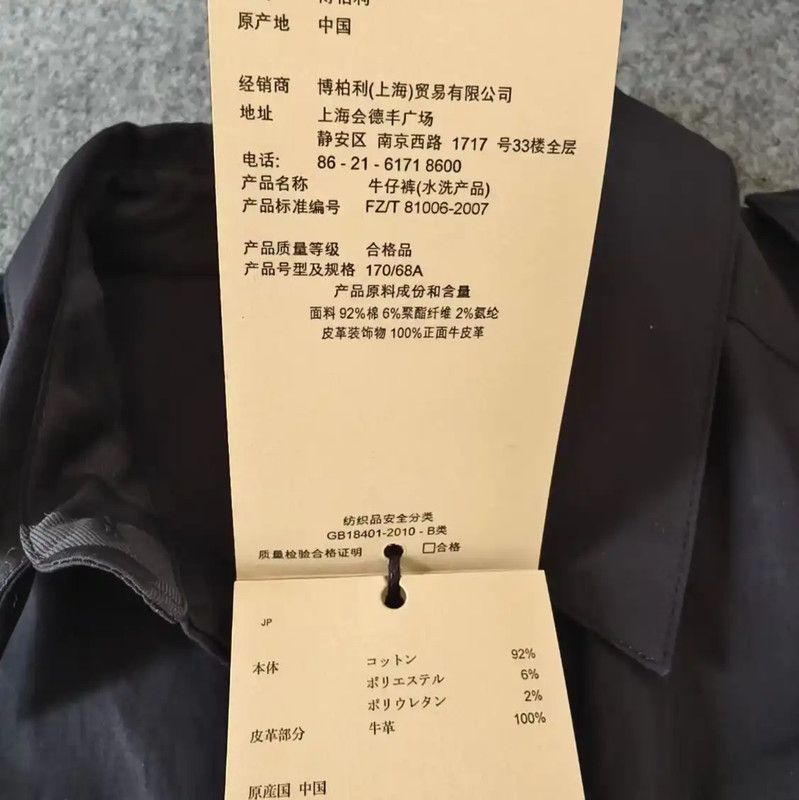 博柏利
原产地 中国
经销商 博柏利(上海)贸易有限公司
地址 上海会德丰广场
静安区 南京西路 1717 号33楼全层
电话: 86 - 21 - 6171 8600
产品名称 牛仔裤(水洗产品)
产品标准编号 FZ/T 81006-2007
产品质量等级 合格品
产品号型及规格 170/68A
产品原料成份和含量
面料 92%棉 6%聚酯纤维 2%氨纶
皮革装饰物 100%正面牛皮革
纺织品安全分类
GB18401-2010 - B类
质量检验合格证明 □合格
JP
本体 コットン 92%
ポリエステル 6%
ポリウレタン 2%
皮革部分 牛革 100%
原産国 中国